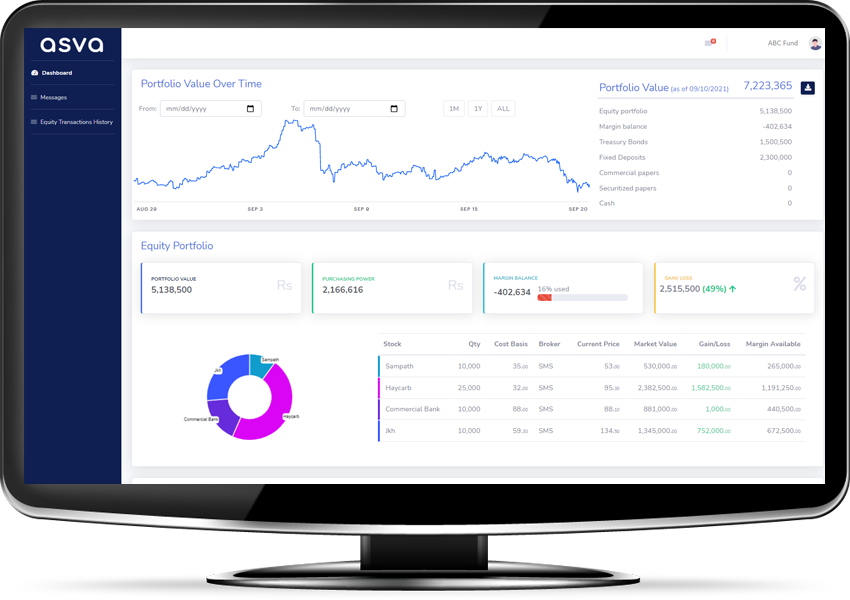 asva
ABC Fund
Dashboard
Messages
Equity Transactions History
Portfolio Value Over Time
From: mm/dd/yyyy To: mm/dd/yyyy 1M 1Y ALL
AUG 29 SEP 3 SEP 9 SEP 15 SEP 20
Portfolio Value (as of 09/10/2021) 7,223,365
Equity portfolio 5,138,500
Margin balance -402,634
Treasury Bonds 1,500,500
Fixed Deposits 2,300,000
Commercial papers 0
Securitized papers 0
Cash 0
Equity Portfolio
PORTFOLIO VALUE
5,138,500 Rs
PURCHASING POWER
2,166,616 Rs
MARGIN BALANCE
-402,634 16% used
GAIN/LOSS
2,515,500 (49%) %
Sampath
Jkh
Haycarb
Commercial Bank
Stock Qty Cost Basis Broker Current Price Market Value Gain/Loss Margin Available
Sampath 10,000 35.00 SMS 53.00 530,000.00 180,000.00 265,000.00
Haycarb 25,000 32.00 SMS 95.30 2,382,500.00 1,582,500.00 1,191,250.00
Commercial Bank 10,000 88.00 SMS 88.10 881,000.00 1,000.00 440,500.00
Jkh 10,000 59.30 SMS 134.50 1,345,000.00 752,000.00 672,500.00